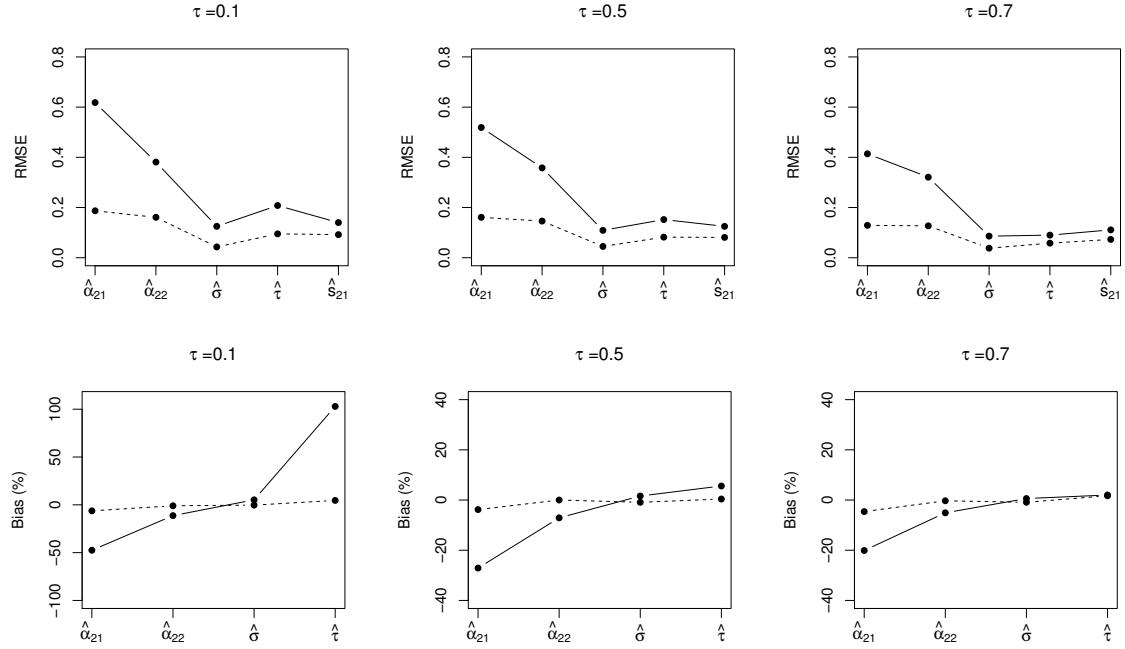 τ =0.1
RMSE
0.8
0.6
0.4
0.2
0.0
α̂₂₁ α̂₂₂ σ̂ τ̂ ŝ₂₁
τ =0.5
RMSE
0.8
0.6
0.4
0.2
0.0
α̂₂₁ α̂₂₂ σ̂ τ̂ ŝ₂₁
τ =0.7
RMSE
0.8
0.6
0.4
0.2
0.0
α̂₂₁ α̂₂₂ σ̂ τ̂ ŝ₂₁
τ =0.1
Bias (%)
100
50
0
−50
−100
α̂₂₁ α̂₂₂ σ̂ τ̂
τ =0.5
Bias (%)
40
20
0
−20
−40
α̂₂₁ α̂₂₂ σ̂ τ̂
τ =0.7
Bias (%)
40
20
0
−20
−40
α̂₂₁ α̂₂₂ σ̂ τ̂